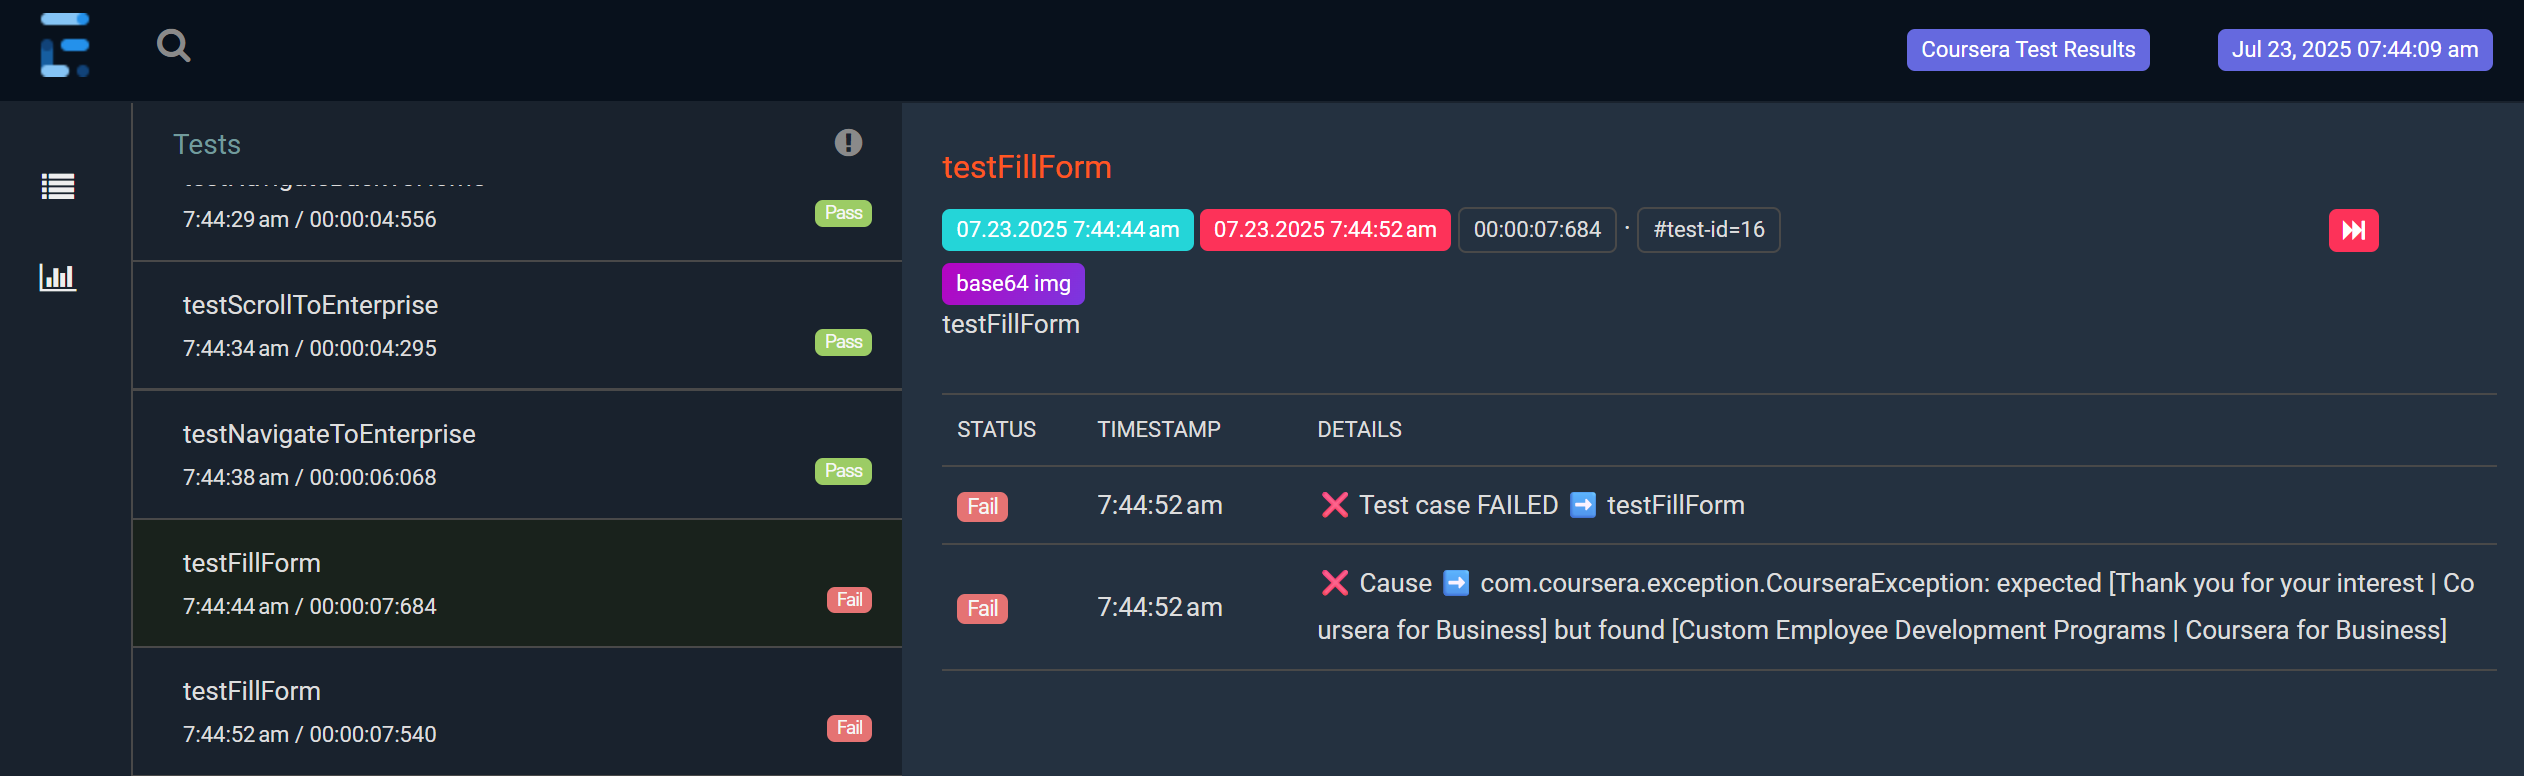 Coursera Test Results
Jul 23, 2025 07:44:09 am
Tests
7:44:29 am / 00:00:04:556
Pass
testScrollToEnterprise
7:44:34 am / 00:00:04:295
Pass
testNavigateToEnterprise
7:44:38 am / 00:00:06:068
Pass
testFillForm
7:44:44 am / 00:00:07:684
Fail
testFillForm
7:44:52 am / 00:00:07:540
Fail
testFillForm
07.23.2025 7:44:44 am 07.23.2025 7:44:52 am 00:00:07:684 · #test-id=16
base64 img
testFillForm
STATUS TIMESTAMP DETAILS
Fail 7:44:52 am ❌ Test case FAILED ➡️ testFillForm
Fail 7:44:52 am ❌ Cause ➡️ com.coursera.exception.CourseraException: expected [Thank you for your interest | Co
ursera for Business] but found [Custom Employee Development Programs | Coursera for Business]